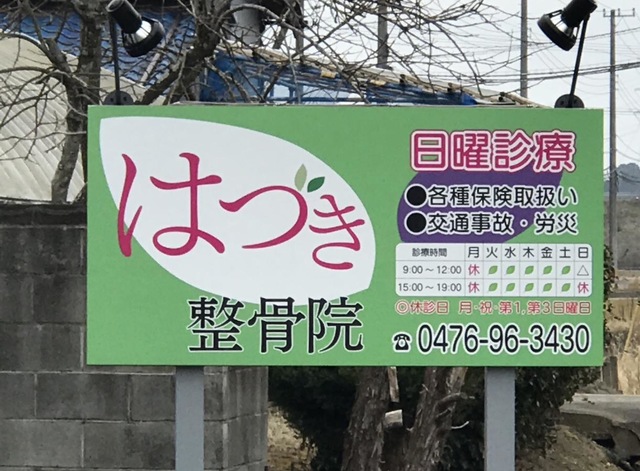 はづき
整骨院
日曜診療
●各種保険取扱い
●交通事故・労災
診療時間 月 火 水 木 金 土 日
9:00～12:00 休 △
15:00～19:00 休 休
◎休診日 月・祝・第1,第3日曜日
☎0476-96-3430